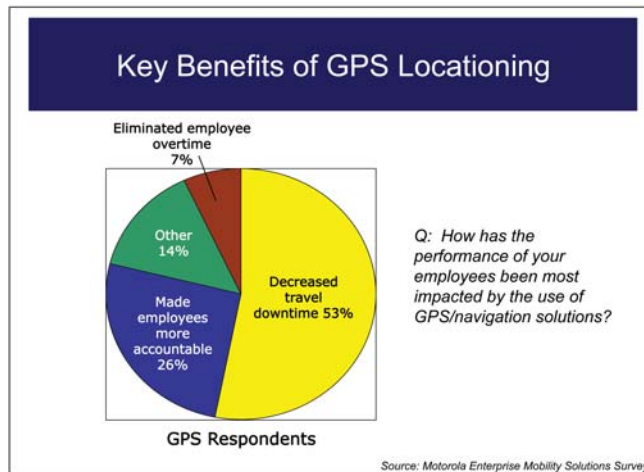 Key Benefits of GPS Locationing
Eliminated employee
overtime
7%
Other
14%
Decreased
travel
downtime 53%
Made
employees
more
accountable
26%
GPS Respondents
Q: How has the
performance of your
employees been most
impacted by the use of
GPS/navigation solutions?
Source: Motorola Enterprise Mobility Solutions Surve